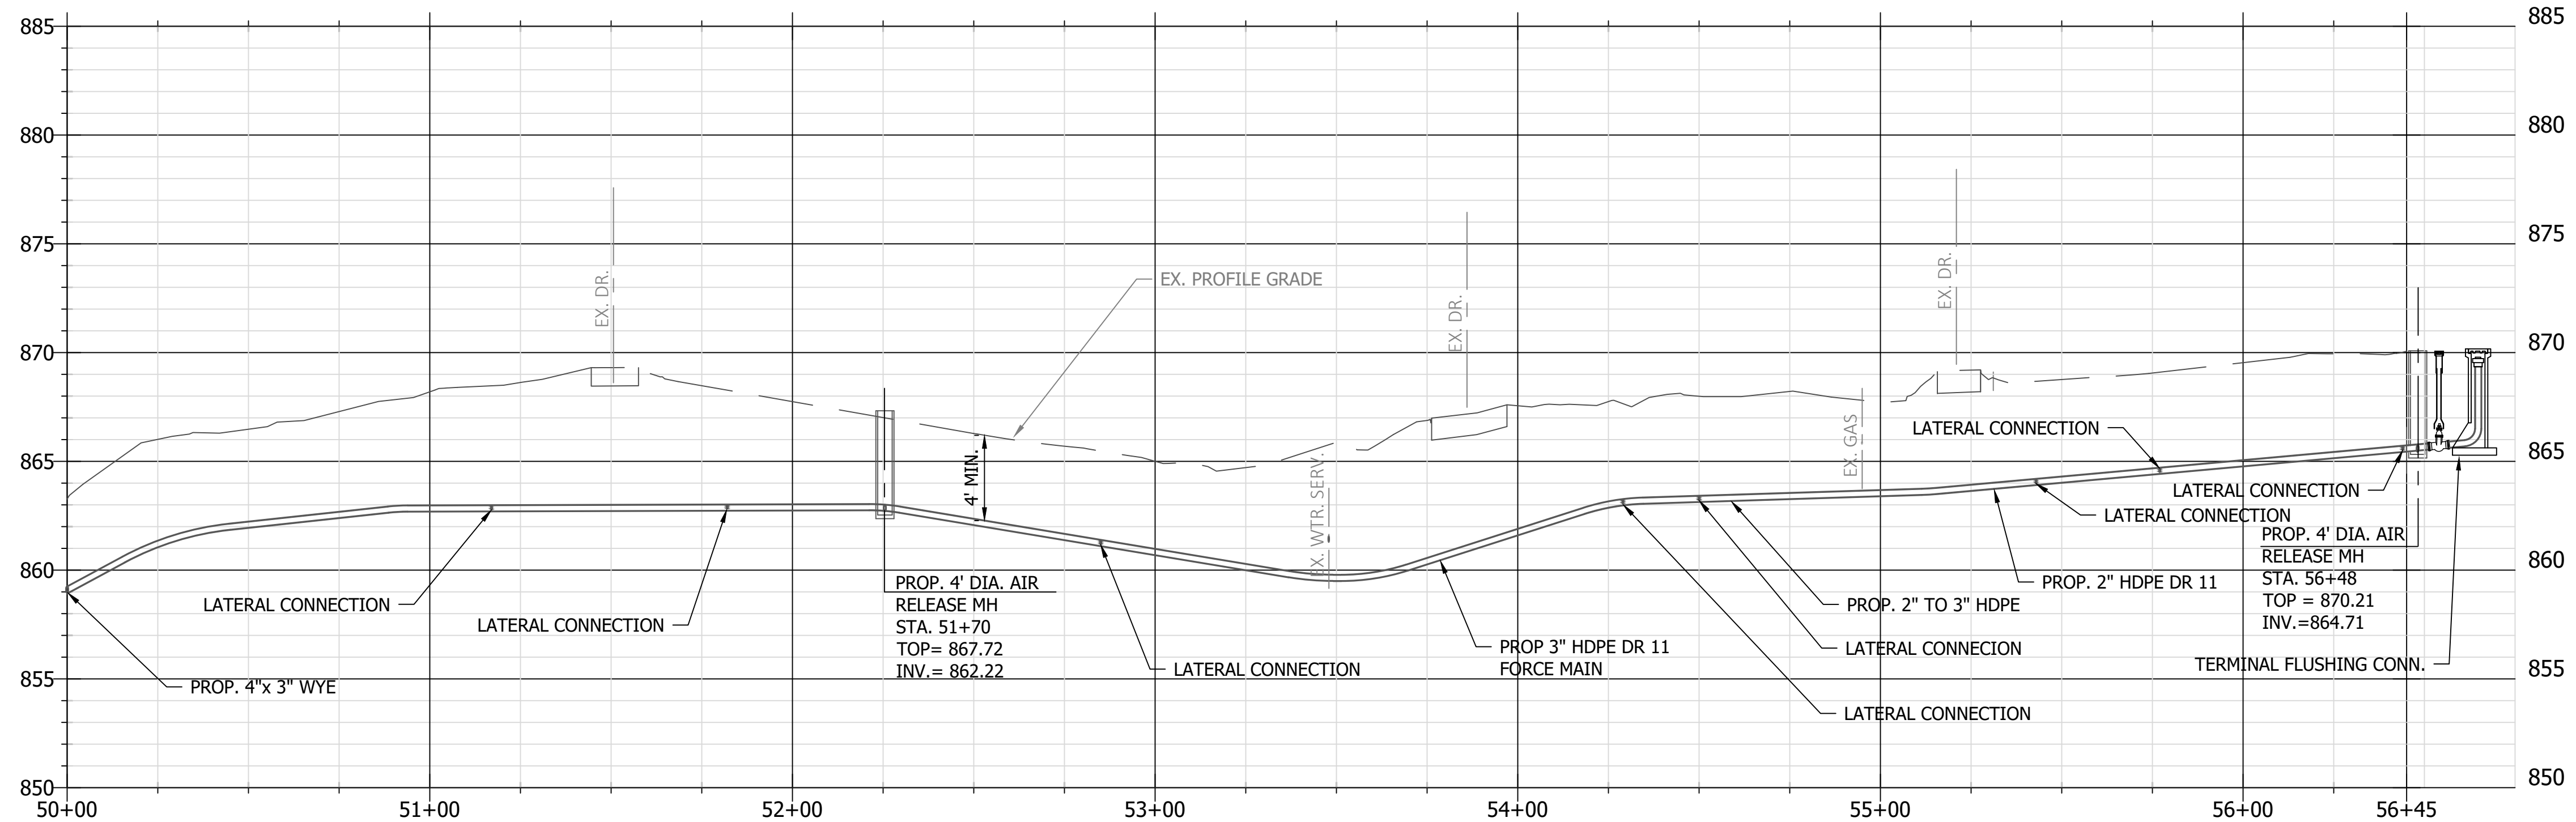 885
885
880
880
875
875
870
870
865
865
860
860
855
855
850
850
EX. DR.
EX. PROFILE GRADE
EX. DR.
EX. DR.
4' MIN.
EX. WTR. SERV.
EX. GAS
LATERAL CONNECTION
LATERAL CONNECTION
LATERAL CONNECTION
PROP. 4' DIA. AIR
RELEASE MH
STA. 56+48
TOP = 870.21
INV.=864.71
PROP. 2" HDPE DR 11
PROP. 2" TO 3" HDPE
PROP. 4' DIA. AIR
RELEASE MH
STA. 51+70
TOP= 867.72
INV.= 862.22
LATERAL CONNECTION
LATERAL CONNECTION
LATERAL CONNECTION
PROP 3" HDPE DR 11
FORCE MAIN
LATERAL CONNECION
TERMINAL FLUSHING CONN.
PROP. 4"x 3" WYE
LATERAL CONNECTION
50+00
51+00
52+00
53+00
54+00
55+00
56+00
56+45